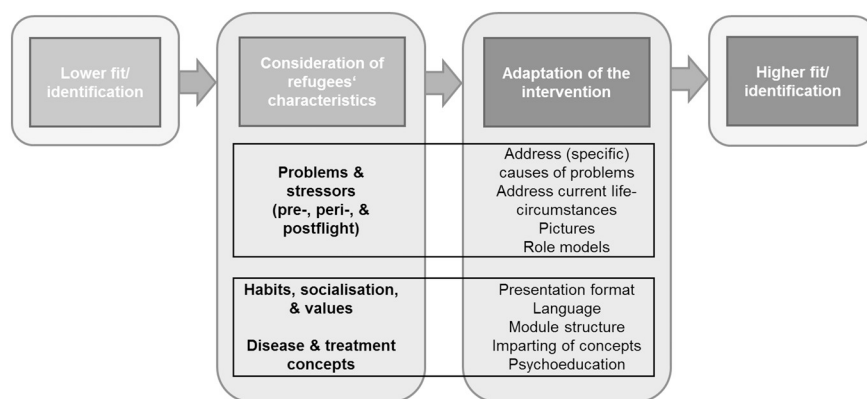 Lower fit/
identification
Consideration of
refugees‘
characteristics
Adaptation of the
intervention
Higher fit/
identification
Problems &
stressors
(pre-, peri-, &
postflight)
Address (specific)
causes of problems
Address current life-
circumstances
Pictures
Role models
Habits, socialisation,
& values
Disease & treatment
concepts
Presentation format
Language
Module structure
Imparting of concepts
Psychoeducation